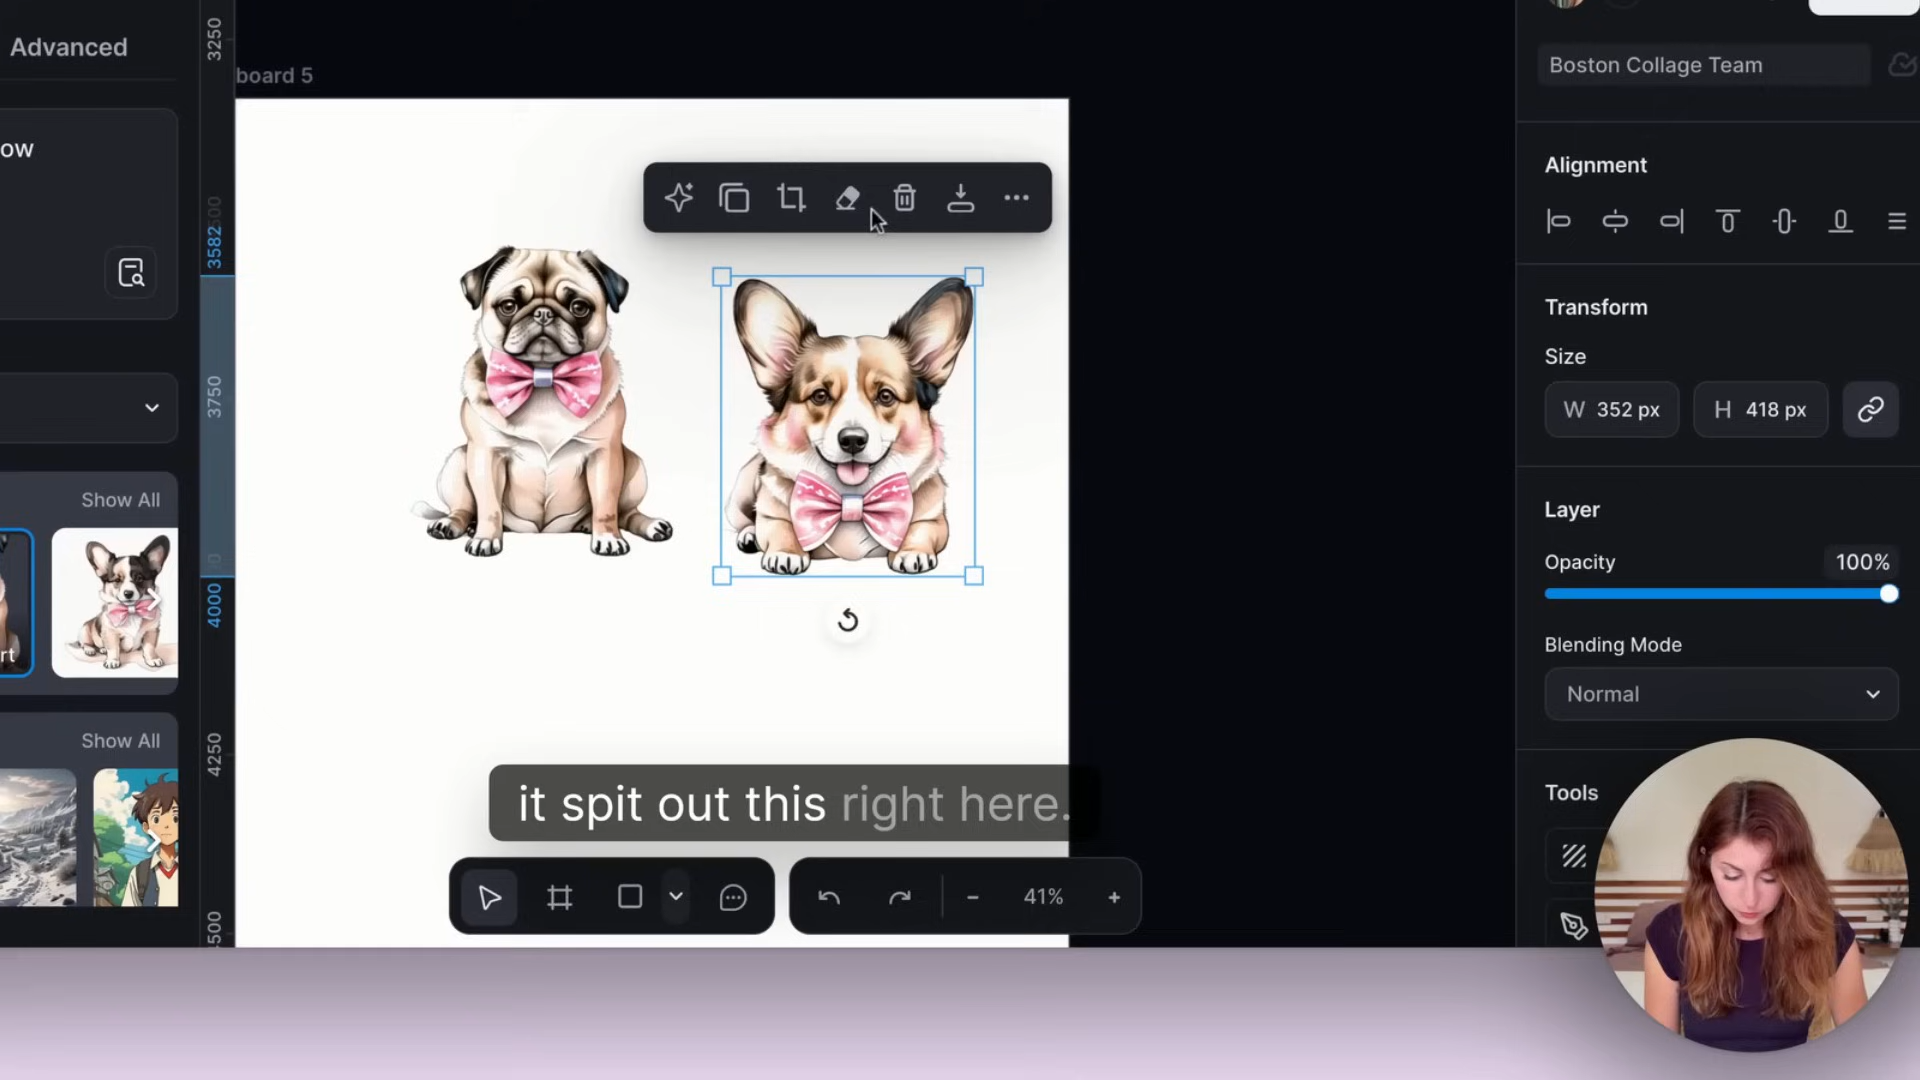 Advanced
board 5
ow
Show All
rt
Show All
3250
3582
3750
4000
4250
500
Boston Collage Team
Alignment
Transform
Size
W 352 px
H 418 px
Layer
Opacity
100%
Blending Mode
Normal
Tools
it spit out this right here.
41%